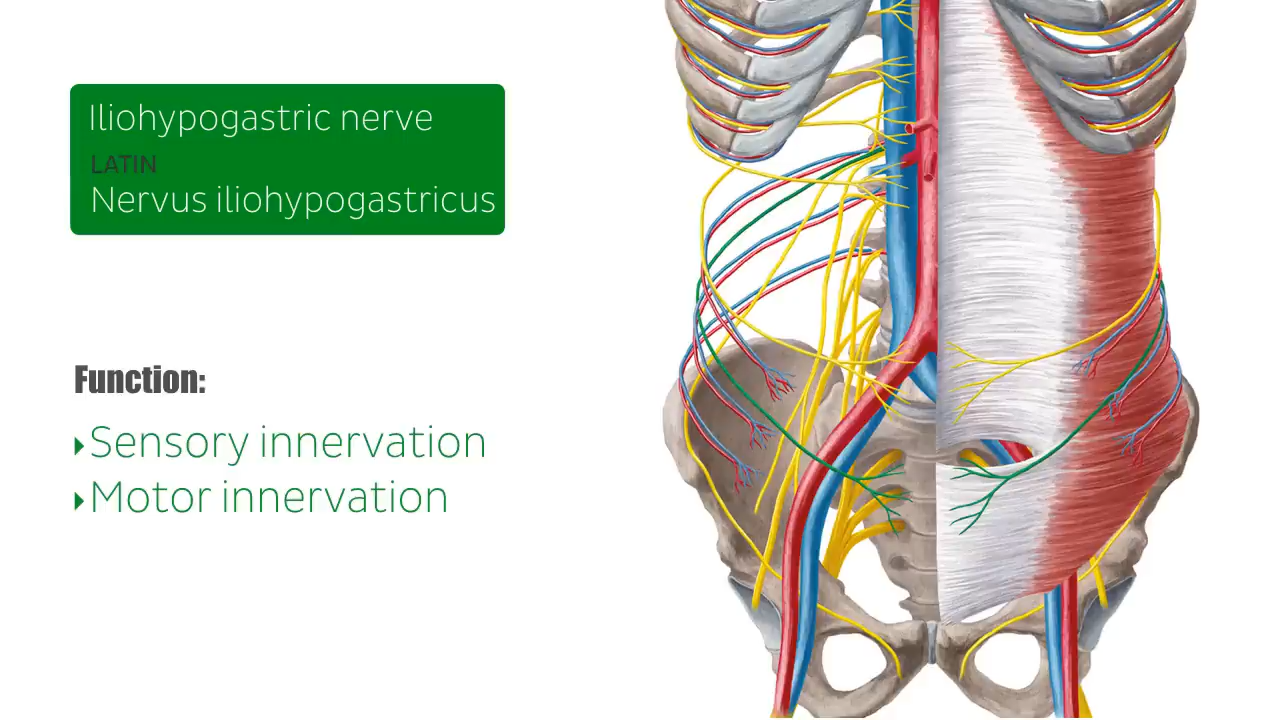 Iliohypogastric nerve
LATIN
Nervus iliohypogastricus
Function:
Sensory innervation
Motor innervation